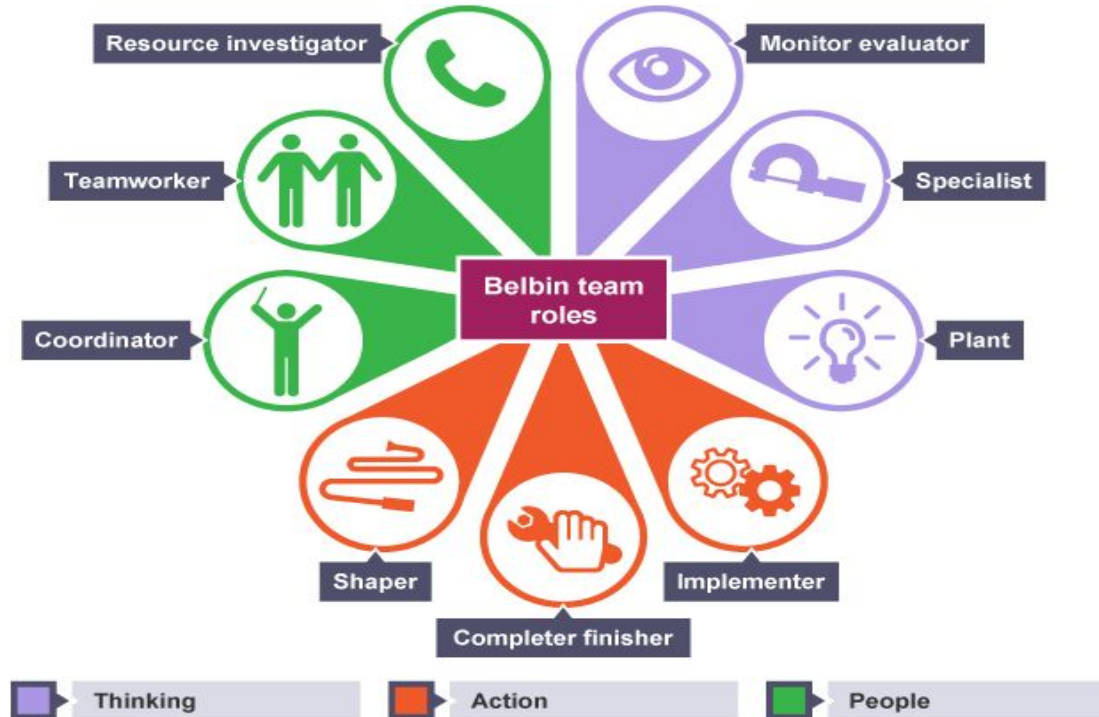 Resource investigator
Monitor evaluator
Teamworker
Specialist
Belbin team
roles
Coordinator
Plant
Shaper
Implementer
Completer finisher
Thinking
Action
People